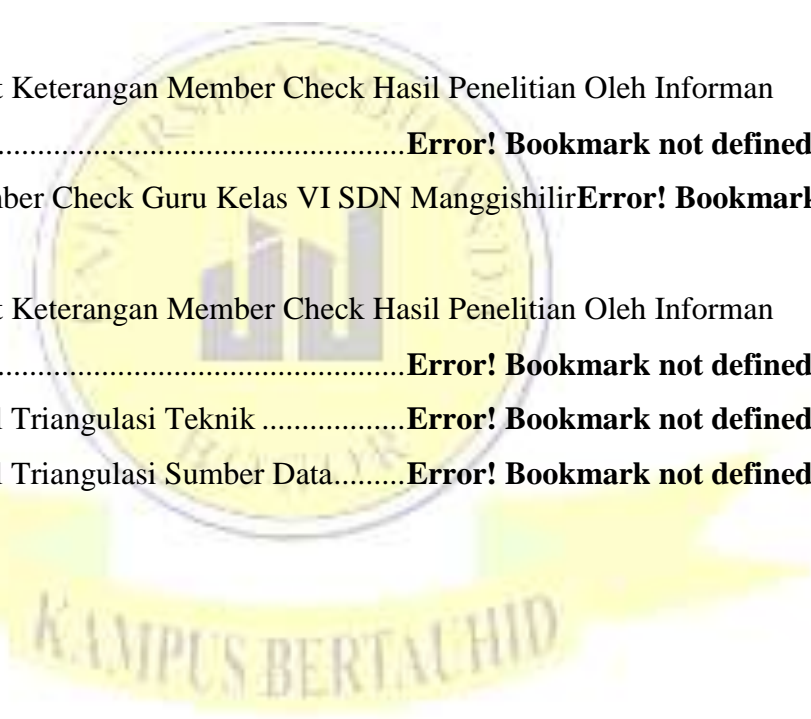 t Keterangan Member Check Hasil Penelitian Oleh Informan
..............................................Error! Bookmark not defined
nber Check Guru Kelas VI SDN ManggishilirError! Bookmark
t Keterangan Member Check Hasil Penelitian Oleh Informan
..............................................Error! Bookmark not defined
l Triangulasi Teknik .................Error! Bookmark not defined
l Triangulasi Sumber Data.........Error! Bookmark not defined
KAMPUS BERTAUHID